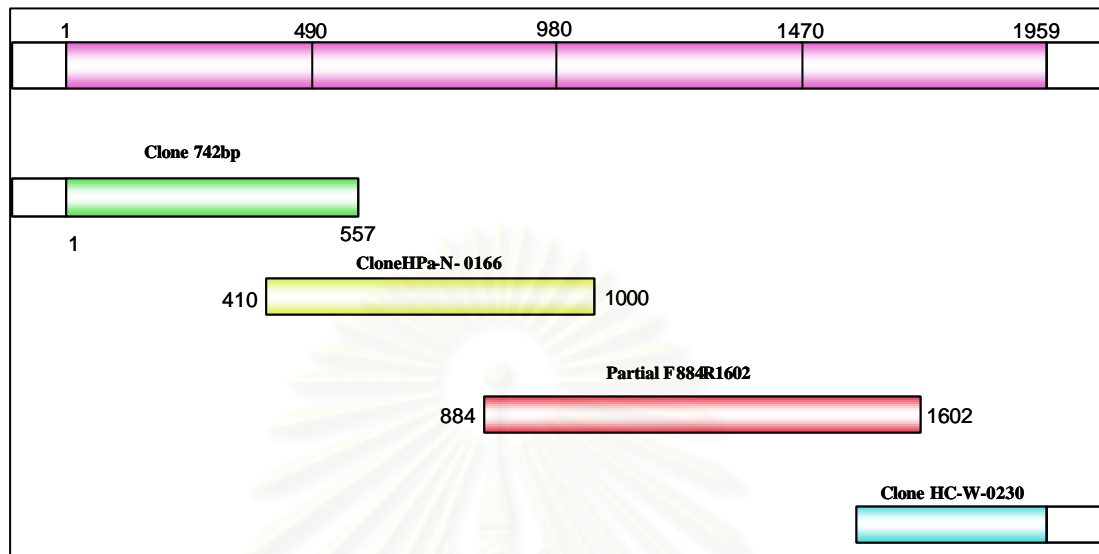 1 490 980 1470 1959
Clone 742bp
1 557
CloneHPa-N- 0166
410 1000
Partial F884R1602
884 1602
Clone HC-W-0230